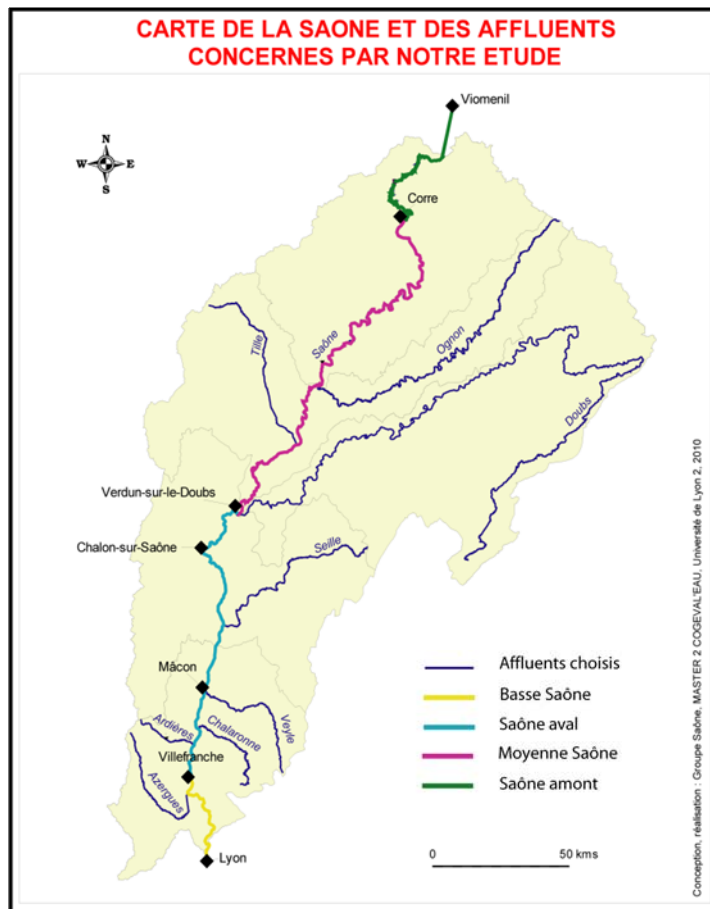 CARTE DE LA SAONE ET DES AFFLUENTS
CONCERNES PAR NOTRE ETUDE
Viomenil
N
W E
S
Corre
Tille
Saône
Ognon
Doubs
Verdun-sur-le-Doubs
Chalon-sur-Saône
Seille
Mâcon
Ardières
Chalaronne
Veyle
Villefranche
Azergues
Lyon
Affluents choisis
Basse Saône
Saône aval
Moyenne Saône
Saône amont
0 50 kms
Conception, réalisation : Groupe Saône, MASTER 2 COGEVAL'EAU, Université de Lyon 2, 2010